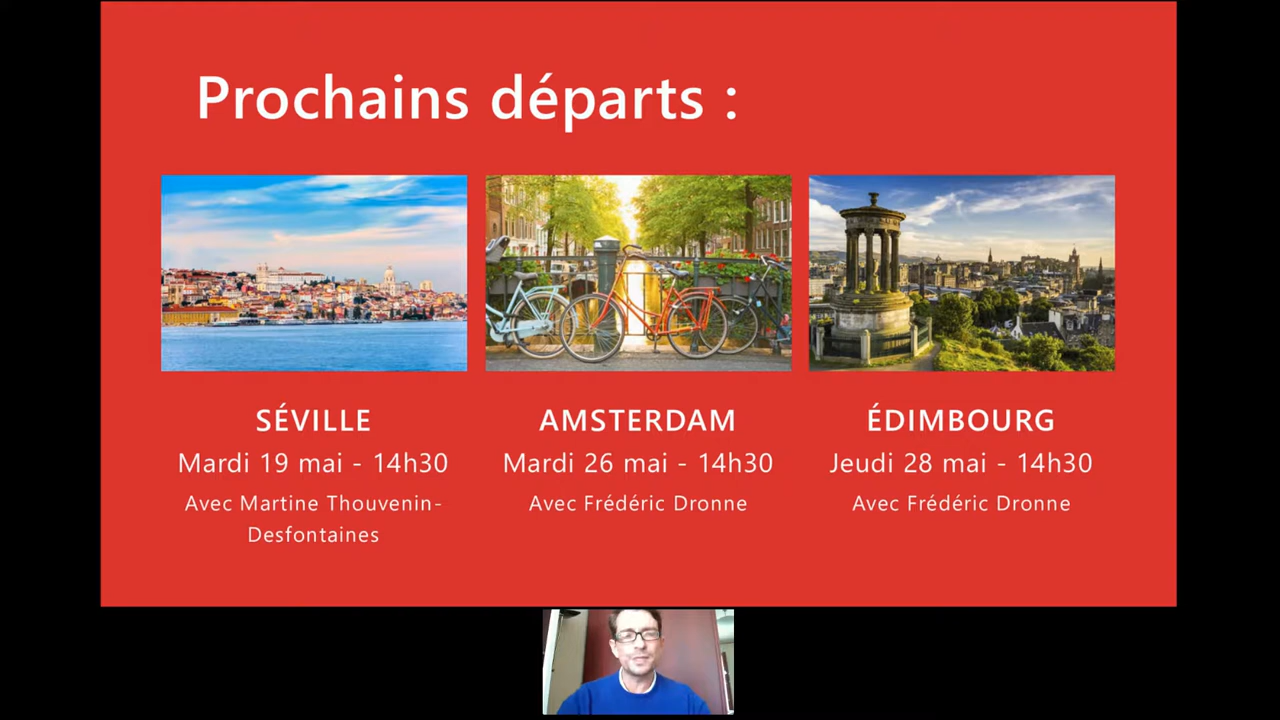 Prochains départs :
SÉVILLE
Mardi 19 mai - 14h30
Avec Martine Thouvenin-
Desfontaines
AMSTERDAM
Mardi 26 mai - 14h30
Avec Frédéric Dronne
ÉDIMBOURG
Jeudi 28 mai - 14h30
Avec Frédéric Dronne